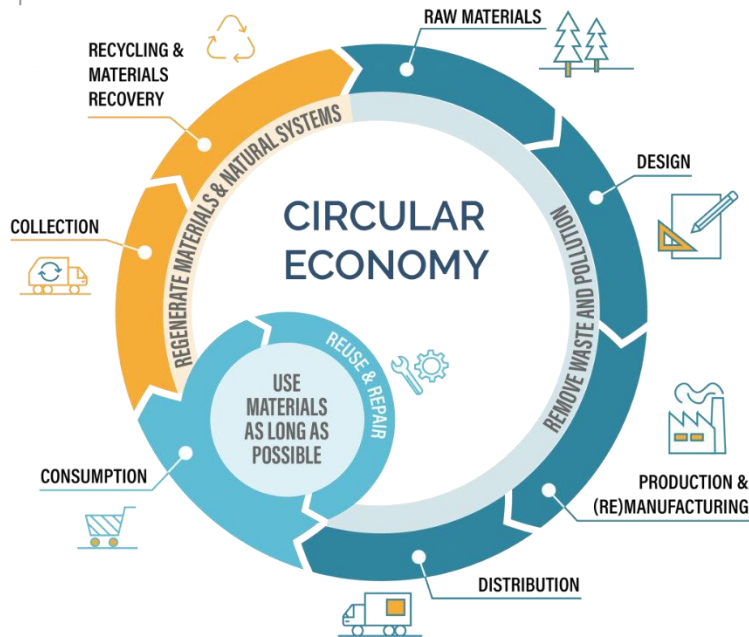 RAW MATERIALS
RECYCLING &
MATERIALS
RECOVERY
DESIGN
COLLECTION
REGENERATE MATERIALS & NATURAL SYSTEMS
CIRCULAR
ECONOMY
REMOVE WASTE AND POLLUTION
REUSE & REPAIR
USE
MATERIALS
AS LONG AS
POSSIBLE
CONSUMPTION
PRODUCTION &
(RE)MANUFACTURING
DISTRIBUTION